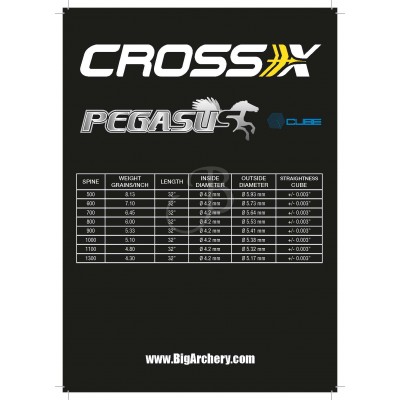 CROSSX
PEGASUS
CUBE
SPINE WEIGHT GRAINS/INCH LENGTH INSIDE DIAMETER OUTSIDE DIAMETER STRAIGHTNESS CUBE
500 8.13 32" Ø 4.2 mm Ø 5.93 mm +/- 0.003"
600 7.10 32" Ø 4.2 mm Ø 5.73 mm +/- 0.003"
700 6.45 32" Ø 4.2 mm Ø 5.64 mm +/- 0.003"
800 6.00 32" Ø 4.2 mm Ø 5.53 mm +/- 0.003"
900 5.33 32" Ø 4.2 mm Ø 5.41 mm +/- 0.003"
1000 5.10 32" Ø 4.2 mm Ø 5.38 mm +/- 0.003"
1100 4.80 32" Ø 4.2 mm Ø 5.32 mm +/- 0.003"
1300 4.30 32" Ø 4.2 mm Ø 5.17 mm +/- 0.003"
www.BigArchery.com